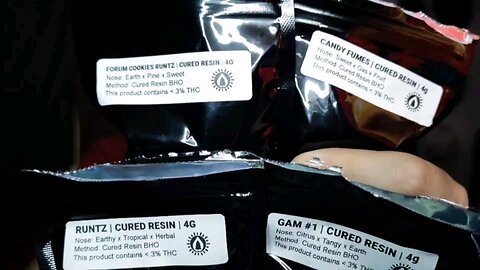 FORUM COOKIES RUNTZ | CURED RESIN | 4G
Nose: Earth x Pine x Sweet
Method: Cured Resin BHO
This product contains < 3% THC
CANDY FUMES | CURED RESIN | 4g
Nose: Sweet x Gas x Fruit
Method: Cured Resin BHO
This product contains < 3% THC
RUNTZ | CURED RESIN | 4G
Nose: Earthy x Tropical x Herbal
Method: Cured Resin BHO
This product contains < 3% THC
GAM #1 | CURED RESIN | 4g
Nose: Citrus x Tangy x Earth
Method: Cured Resin BHO
This product contains < 3% THC